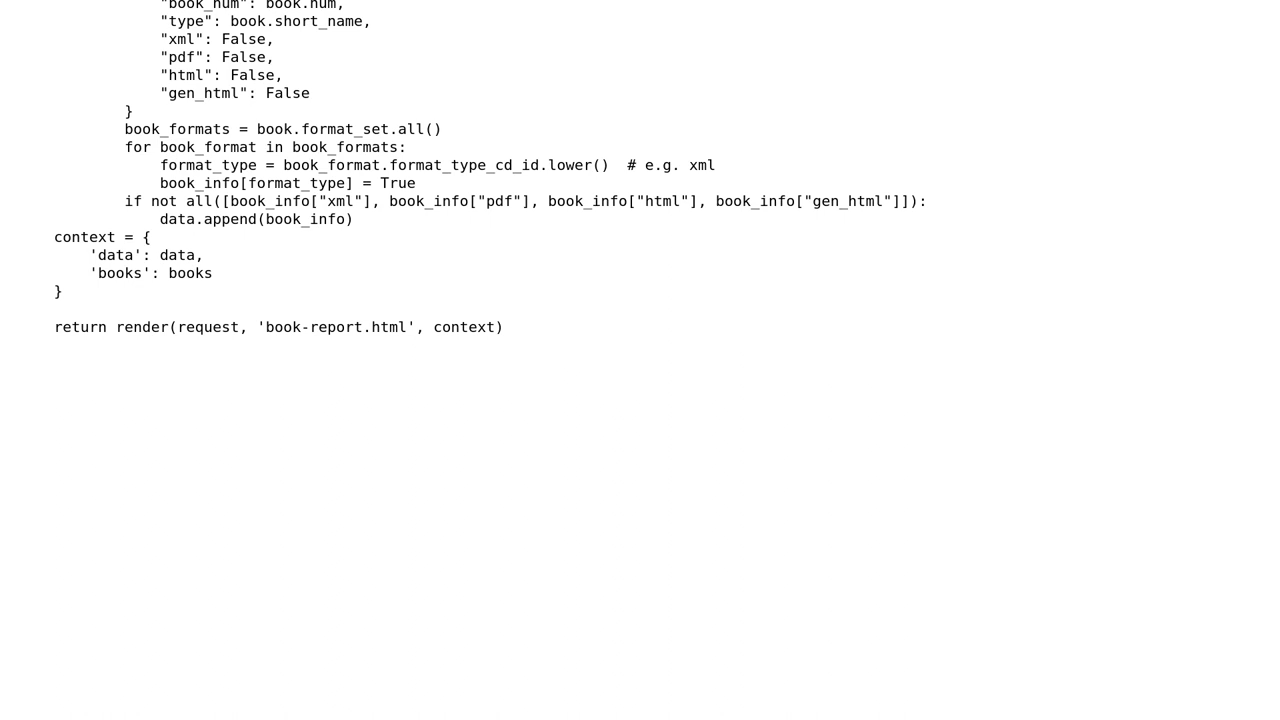 "book_num": book.num,
            "type": book.short_name,
            "xml": False,
            "pdf": False,
            "html": False,
            "gen_html": False
        }
        book_formats = book.format_set.all()
        for book_format in book_formats:
            format_type = book_format.format_type_cd_id.lower()  # e.g. xml
            book_info[format_type] = True
        if not all([book_info["xml"], book_info["pdf"], book_info["html"], book_info["gen_html"]]):
            data.append(book_info)
context = {
    'data': data,
    'books': books
}

return render(request, 'book-report.html', context)